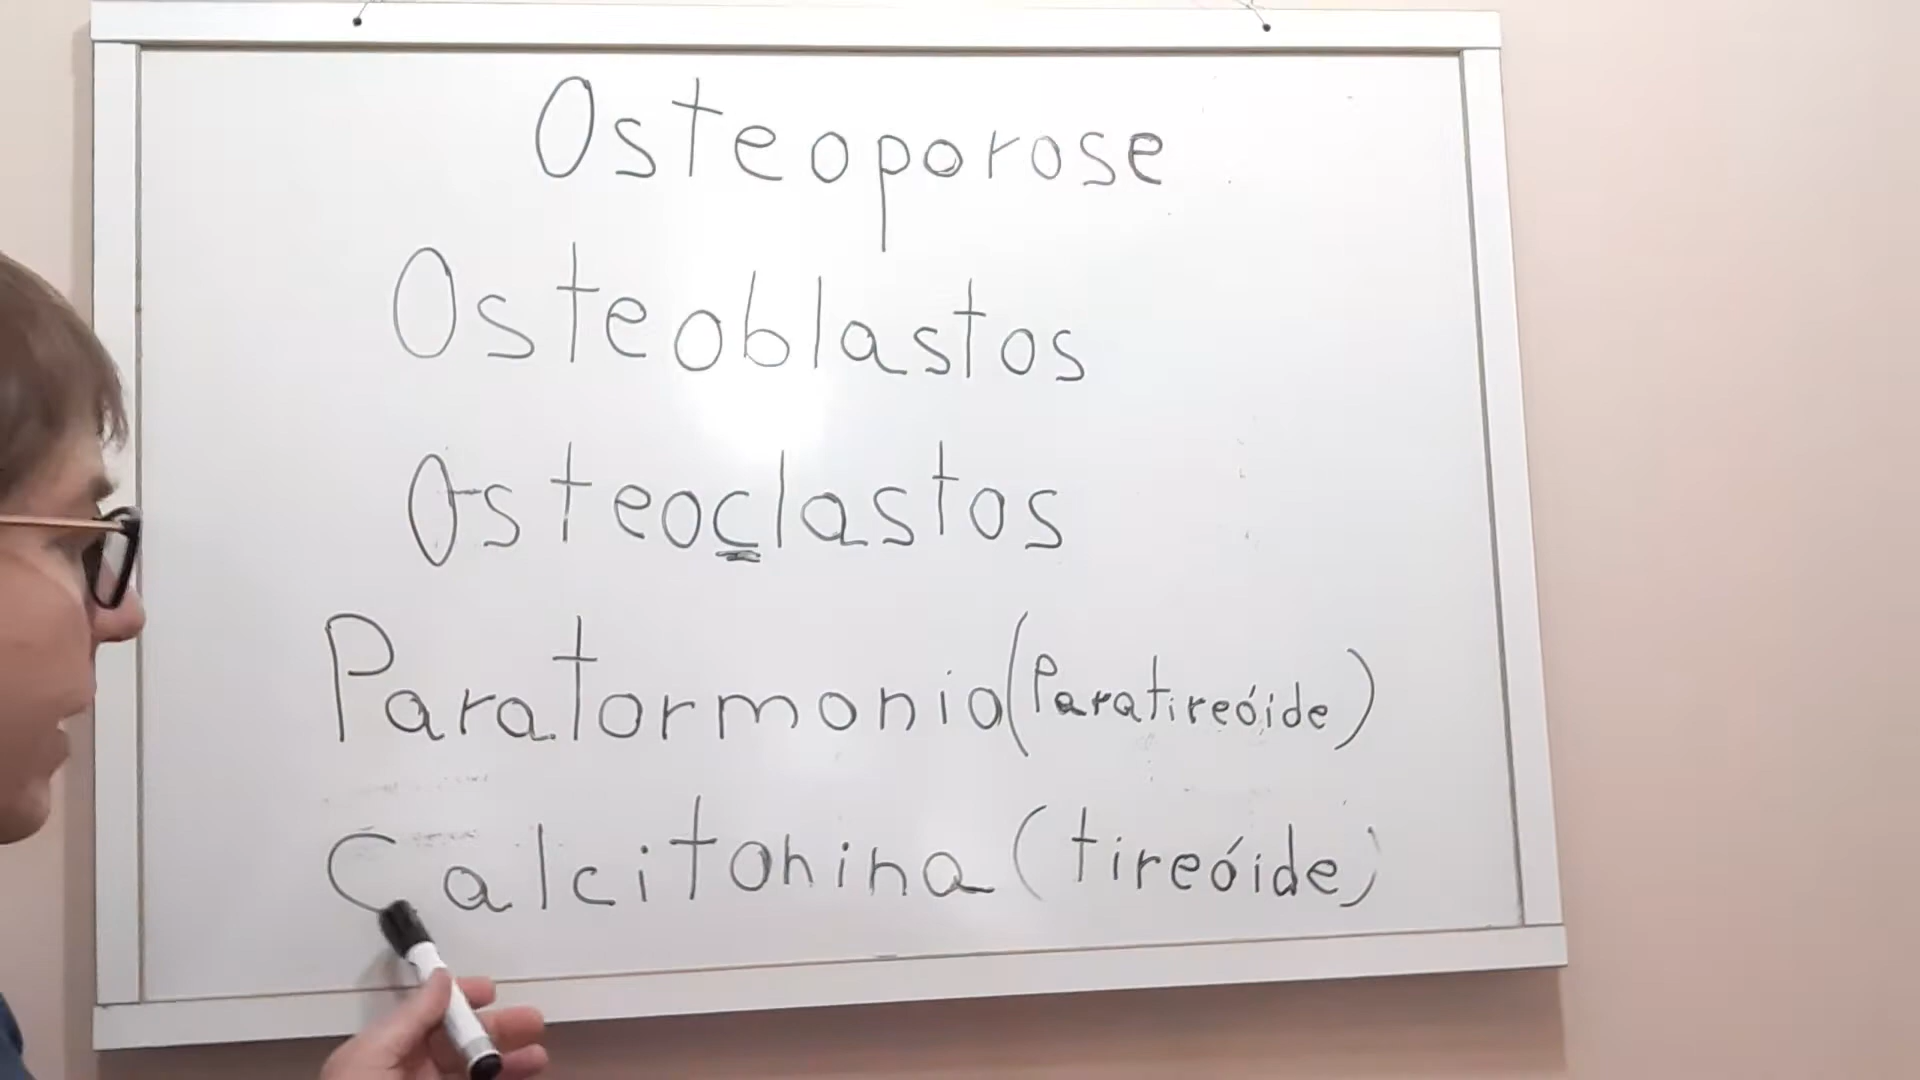 Osteoporose
Osteoblastos
Osteoclastos
Paratormonio (Paratireóide)
Calcitonina (tireóide)